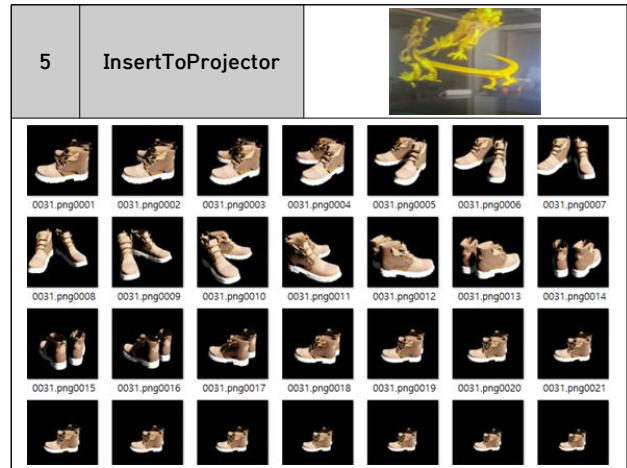 5 InsertToProjector
0031.png0001 0031.png0002 0031.png0003 0031.png0004 0031.png0005 0031.png0006 0031.png0007
0031.png0008 0031.png0009 0031.png0010 0031.png0011 0031.png0012 0031.png0013 0031.png0014
0031.png0015 0031.png0016 0031.png0017 0031.png0018 0031.png0019 0031.png0020 0031.png0021